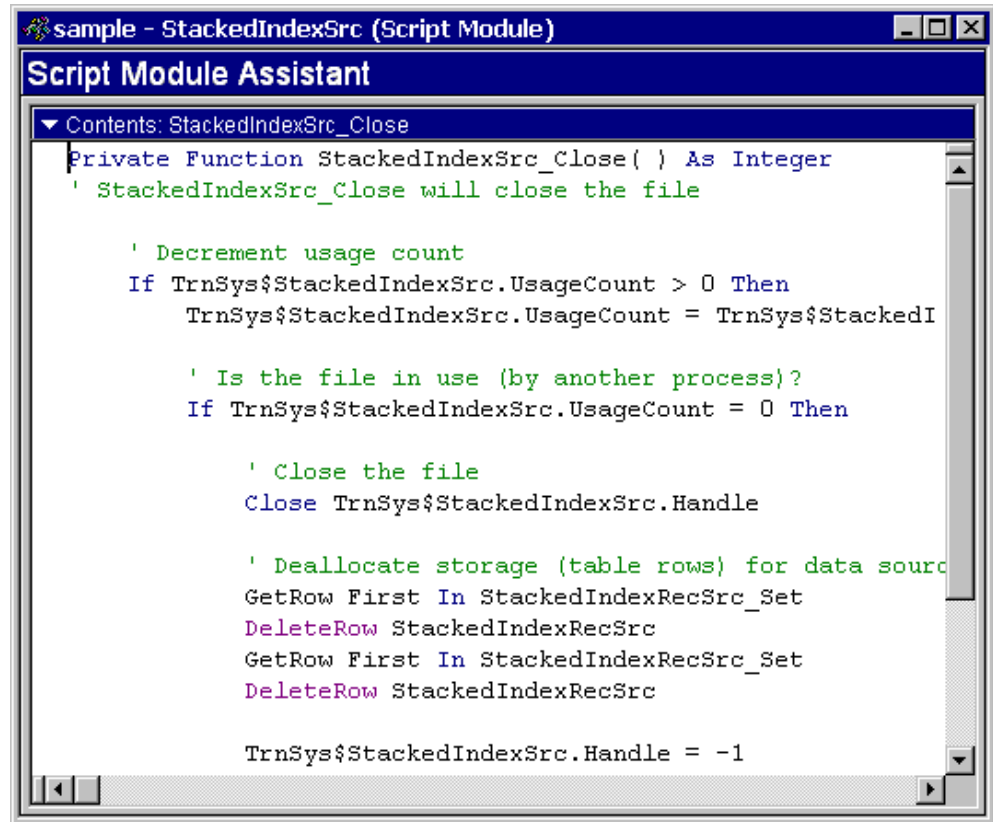 sample - StackedIndexSrc (Script Module)
Script Module Assistant
Contents: StackedIndexSrc_Close
Private Function StackedIndexSrc_Close( ) As Integer
' StackedIndexSrc_Close will close the file
' Decrement usage count
If TrnSys$StackedIndexSrc.UsageCount > 0 Then
TrnSys$StackedIndexSrc.UsageCount = TrnSys$StackedI
' Is the file in use (by another process)?
If TrnSys$StackedIndexSrc.UsageCount = 0 Then
' Close the file
Close TrnSys$StackedIndexSrc.Handle
' Deallocate storage (table rows) for data sourc
GetRow First In StackedIndexRecSrc_Set
DeleteRow StackedIndexRecSrc
GetRow First In StackedIndexRecSrc_Set
DeleteRow StackedIndexRecSrc
TrnSys$StackedIndexSrc.Handle = -1